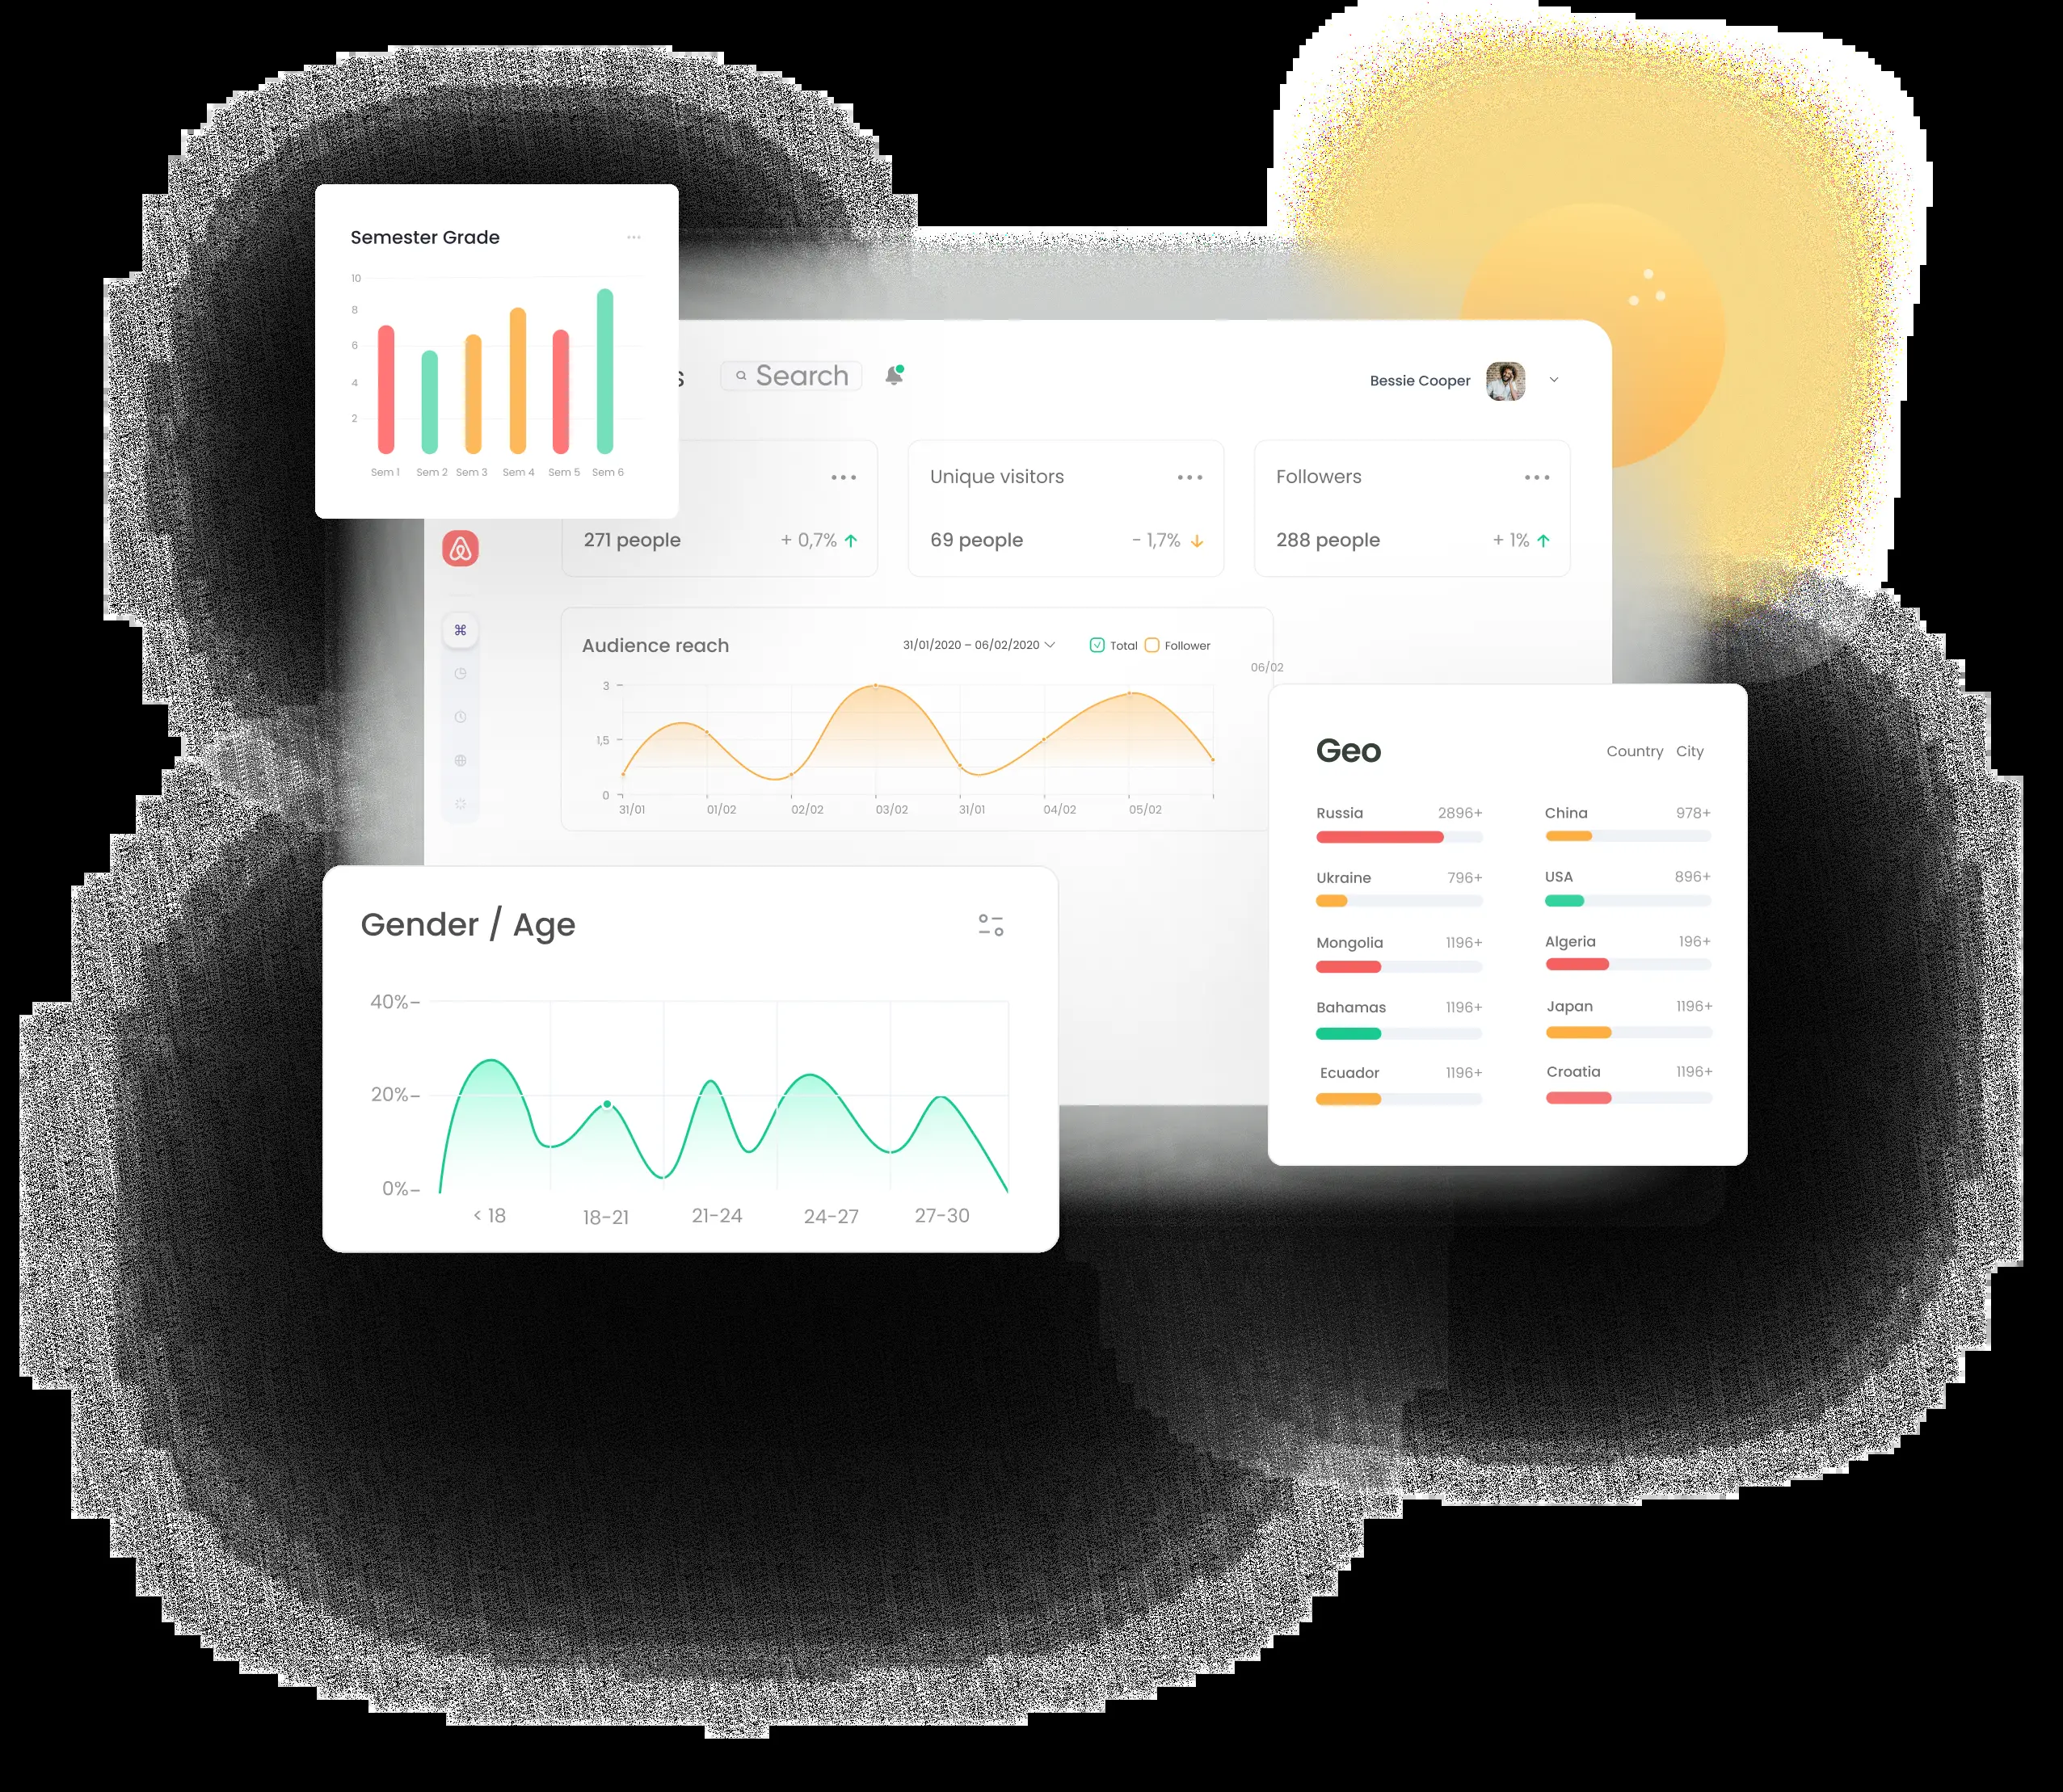 Semester Grade
10
8
6
4
2
Sem 1 Sem 2 Sem 3 Sem 4 Sem 5 Sem 6
s
Search
Bessie Cooper
271 people + 0,7%
Unique visitors
69 people - 1,7%
Followers
288 people + 1%
Audience reach
31/01/2020 – 06/02/2020
Total Follower
06/02
3
1,5
0
31/01 01/02 02/02 03/02 31/01 04/02 05/02
Geo
Country City
Russia 2896+
China 978+
Ukraine 796+
USA 896+
Mongolia 1196+
Algeria 196+
Bahamas 1196+
Japan 1196+
Ecuador 1196+
Croatia 1196+
Gender / Age
40%–
20%–
0%–
< 18 18-21 21-24 24-27 27-30